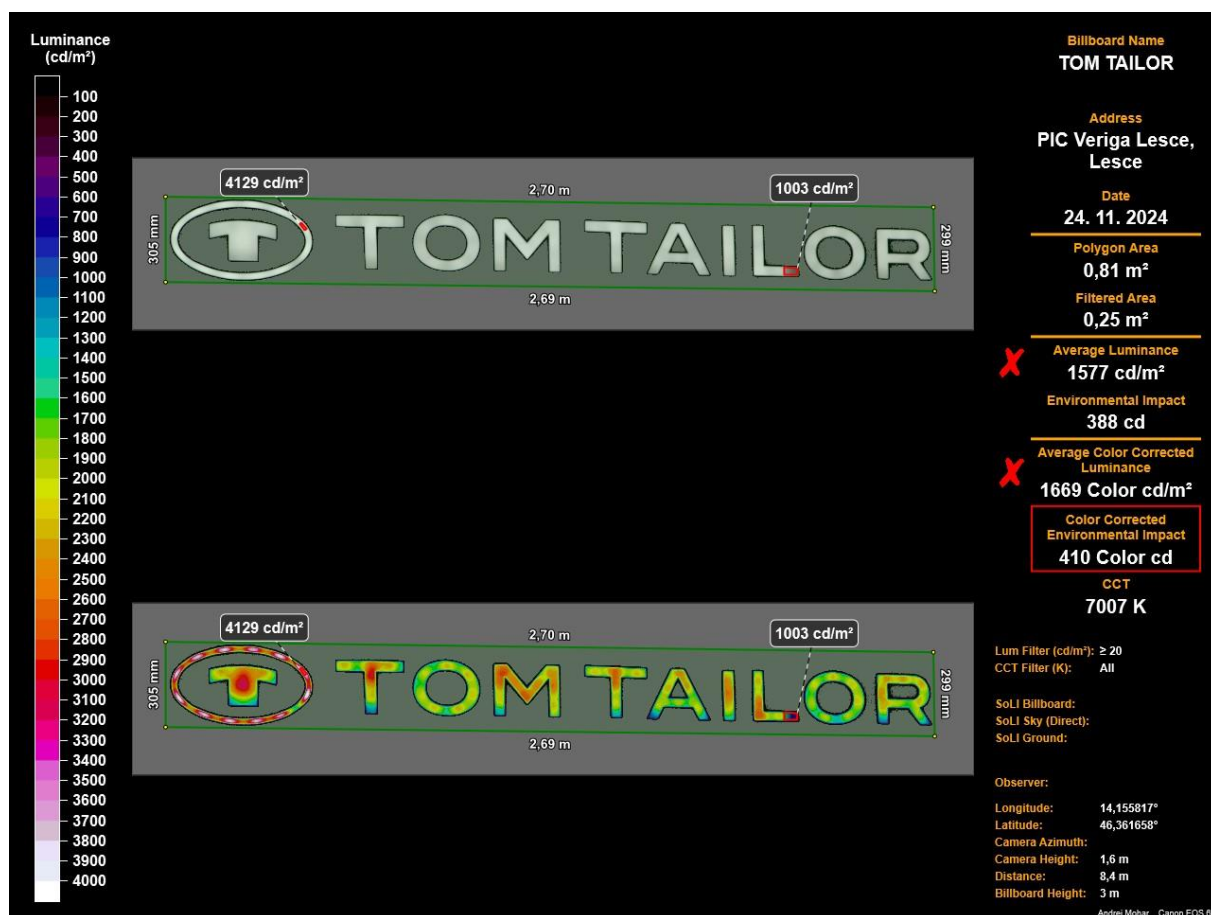 Luminance
(cd/m²)
100
200
300
400
500
600
700
800
900
1000
1100
1200
1300
1400
1500
1600
1700
1800
1900
2000
2100
2200
2300
2400
2500
2600
2700
2800
2900
3000
3100
3200
3300
3400
3500
3600
3700
3800
3900
4000
4129 cd/m²
2,70 m
1003 cd/m²
305 mm
T TOM TAILOR
299 mm
2,69 m
4129 cd/m²
2,70 m
1003 cd/m²
305 mm
T TOM TAILOR
299 mm
2,69 m
Billboard Name
TOM TAILOR
Address
PIC Veriga Lesce,
Lesce
Date
24. 11. 2024
Polygon Area
0,81 m²
Filtered Area
0,25 m²
Average Luminance
1577 cd/m²
Environmental Impact
388 cd
Average Color Corrected
Luminance
1669 Color cd/m²
Color Corrected
Environmental Impact
410 Color cd
CCT
7007 K
Lum Filter (cd/m²): ≥ 20
CCT Filter (K): All
SoLI Billboard:
SoLI Sky (Direct):
SoLI Ground:
Observer:
Longitude: 14,155817°
Latitude: 46,361658°
Camera Azimuth:
Camera Height: 1,6 m
Distance: 8,4 m
Billboard Height: 3 m
Andrej Mohar Canon EOS